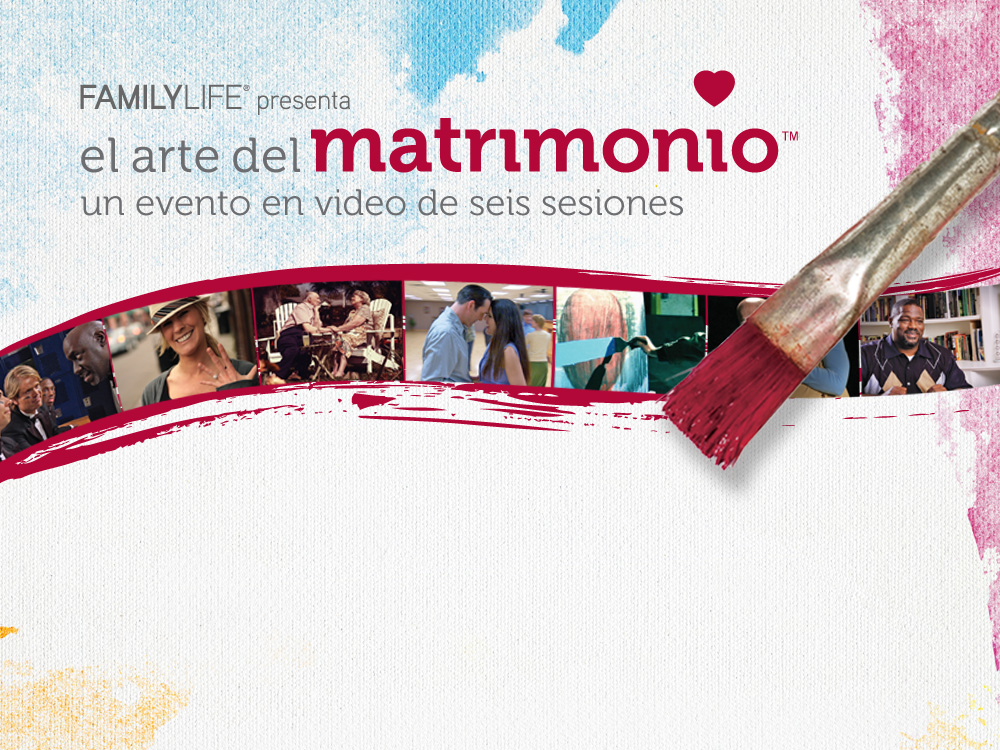 FAMILYLIFE® presenta
el arte del matrimonio™
un evento en video de seis sesiones